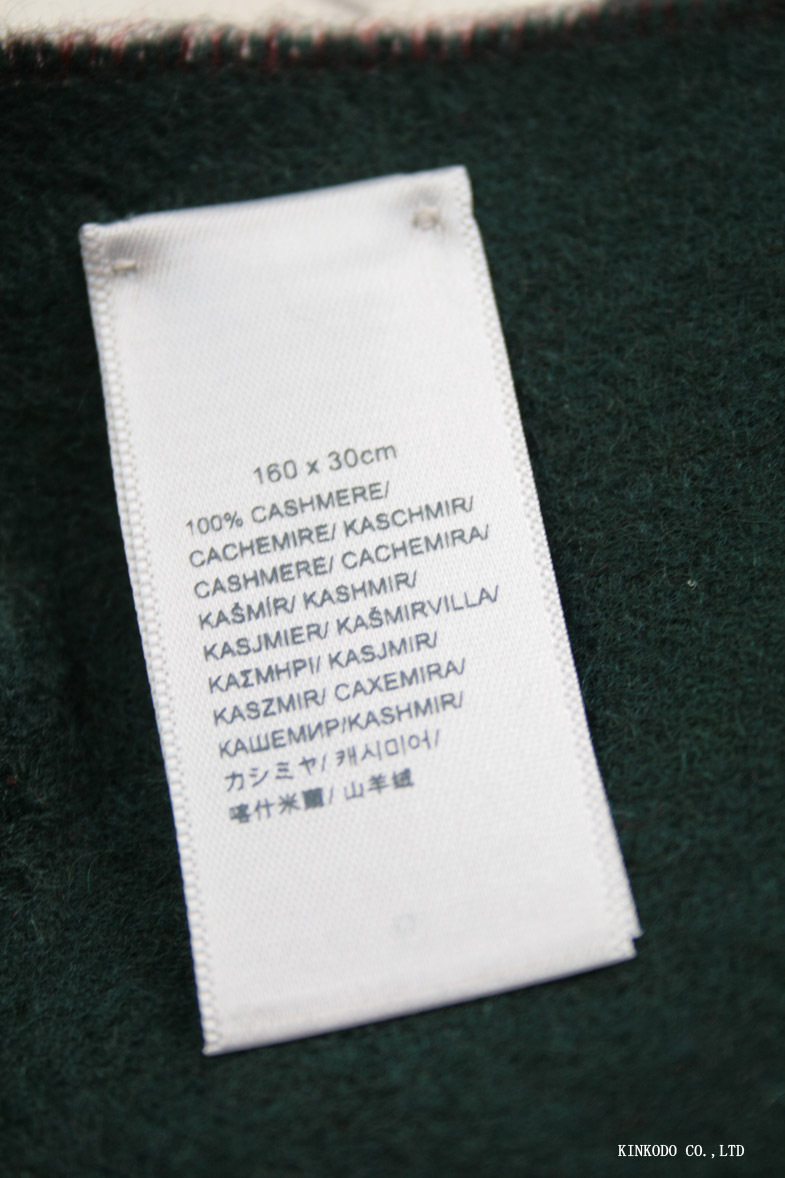 160 x 30cm
100% CASHMERE/
CACHEMIRE/ KASCHMIR/
CASHMERE/ CACHEMIRA/
KAŠMÍR/ KASHMIR/
KASJMIER/ KAŠMIRVILLA/
ΚΑΣΜΗΡΙ/ KASJMIR/
KASZMIR/ CAXEMIRA/
КАШЕМИР/KASHMIR/
カシミヤ/ 캐시미어/
喀什米爾/ 山羊絨
KINKODO CO.,LTD